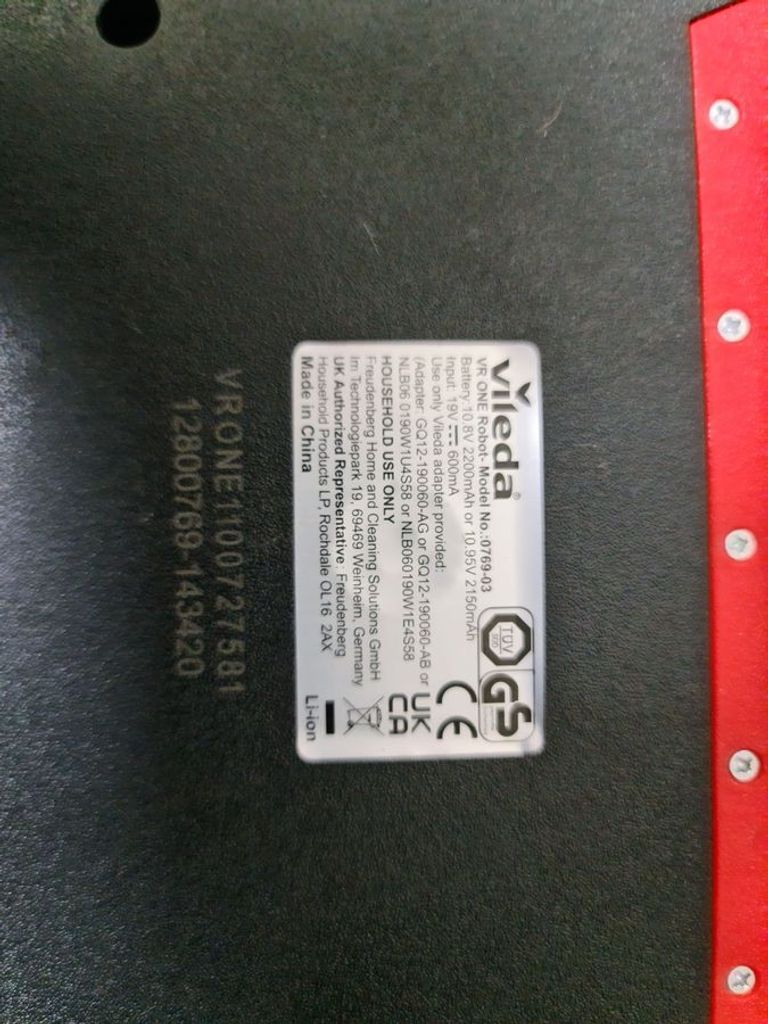 Vileda®
VR ONE Robot- Model No.:0769-03
Battery:10.8V 2200mAh or 10.95V 2150mAh
Input: 19V 600mA
Use only Vileda adapter provided:
(Adapter: GQ12-190060-AG or GQ12-190060-AB or
NLB06 0190W1U4S58 or NLB060190W1E4S58
HOUSEHOLD USE ONLY
Freudenberg Home and Cleaning Solutions GmbH
Im Technologiepark 19, 69469 Weinheim, Germany
UK Authorized Representative: Freudenberg
Household Products LP, Rochdale OL16 2AX
Made in China
TÜV
GS
CE
UK
CA
Li-ion
VRONE1100727581
12800769-143420